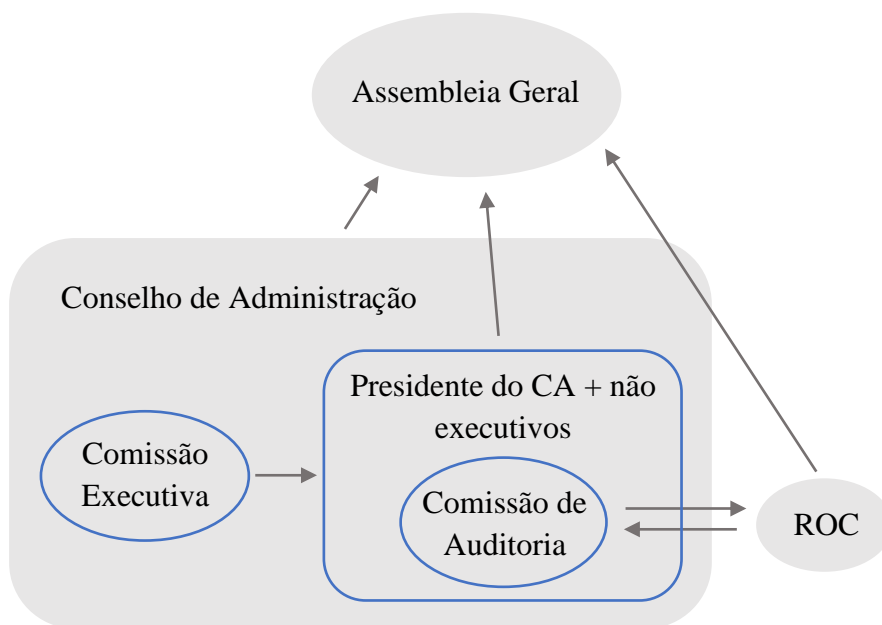 Assembleia Geral
Conselho de Administração
Presidente do CA + não
executivos
Comissão
Executiva
Comissão de
Auditoria
ROC